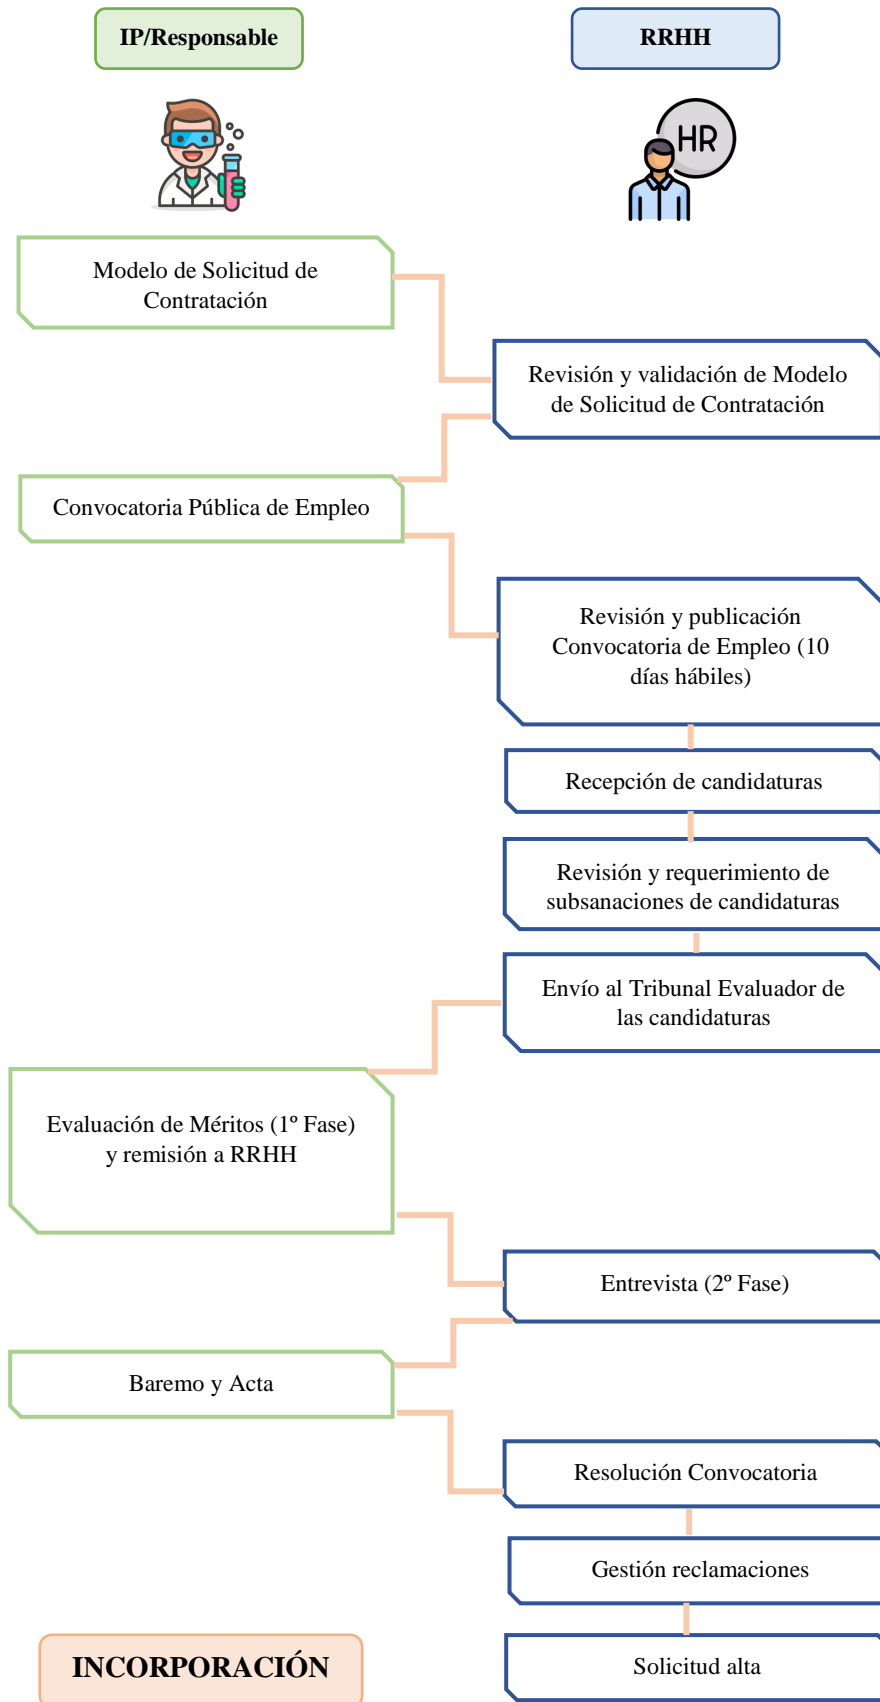 IP/Responsable
RRHH
HR
Modelo de Solicitud de
Contratación
Revisión y validación de Modelo
de Solicitud de Contratación
Convocatoria Pública de Empleo
Revisión y publicación
Convocatoria de Empleo (10
días hábiles)
Recepción de candidaturas
Revisión y requerimiento de
subsanaciones de candidaturas
Envío al Tribunal Evaluador de
las candidaturas
Evaluación de Méritos (1º Fase)
y remisión a RRHH
Entrevista (2º Fase)
Baremo y Acta
Resolución Convocatoria
Gestión reclamaciones
Solicitud alta
INCORPORACIÓN